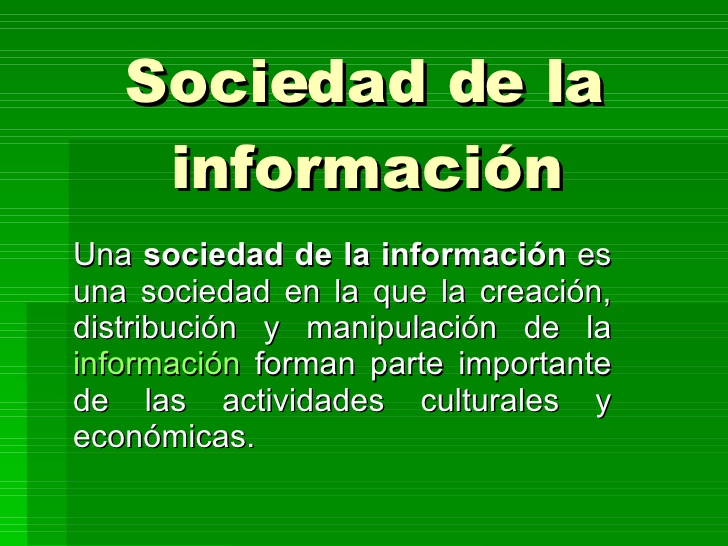 Sociedad de la
información
Una sociedad de la información es
una sociedad en la que la creación,
distribución y manipulación de la
información forman parte importante
de las actividades culturales y
económicas.